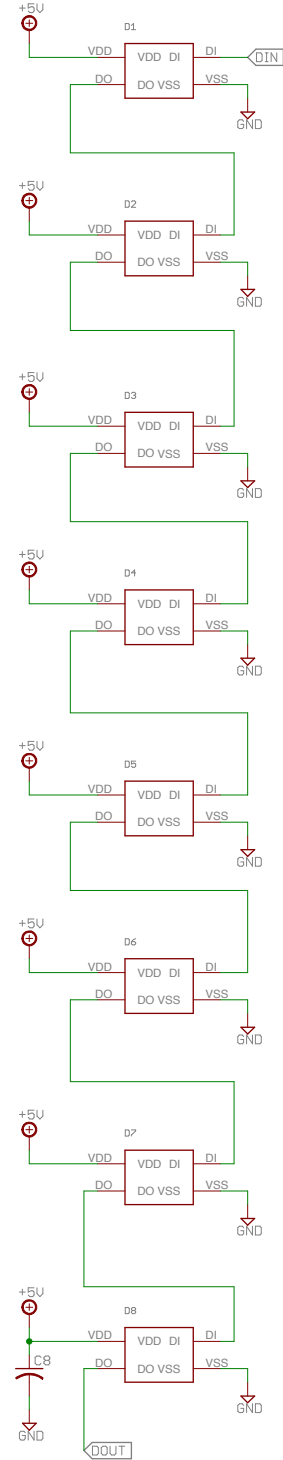 +5V
D1
VDD VDD DI DI DIN
DO DO VSS VSS
GND
+5V
D2
VDD VDD DI DI
DO DO VSS VSS
GND
+5V
D3
VDD VDD DI DI
DO DO VSS VSS
GND
+5V
D4
VDD VDD DI DI
DO DO VSS VSS
GND
+5V
D5
VDD VDD DI DI
DO DO VSS VSS
GND
+5V
D6
VDD VDD DI DI
DO DO VSS VSS
GND
+5V
D7
VDD VDD DI DI
DO DO VSS VSS
GND
+5V
D8
VDD VDD DI DI
C8 DO DO VSS VSS
GND GND
DOUT